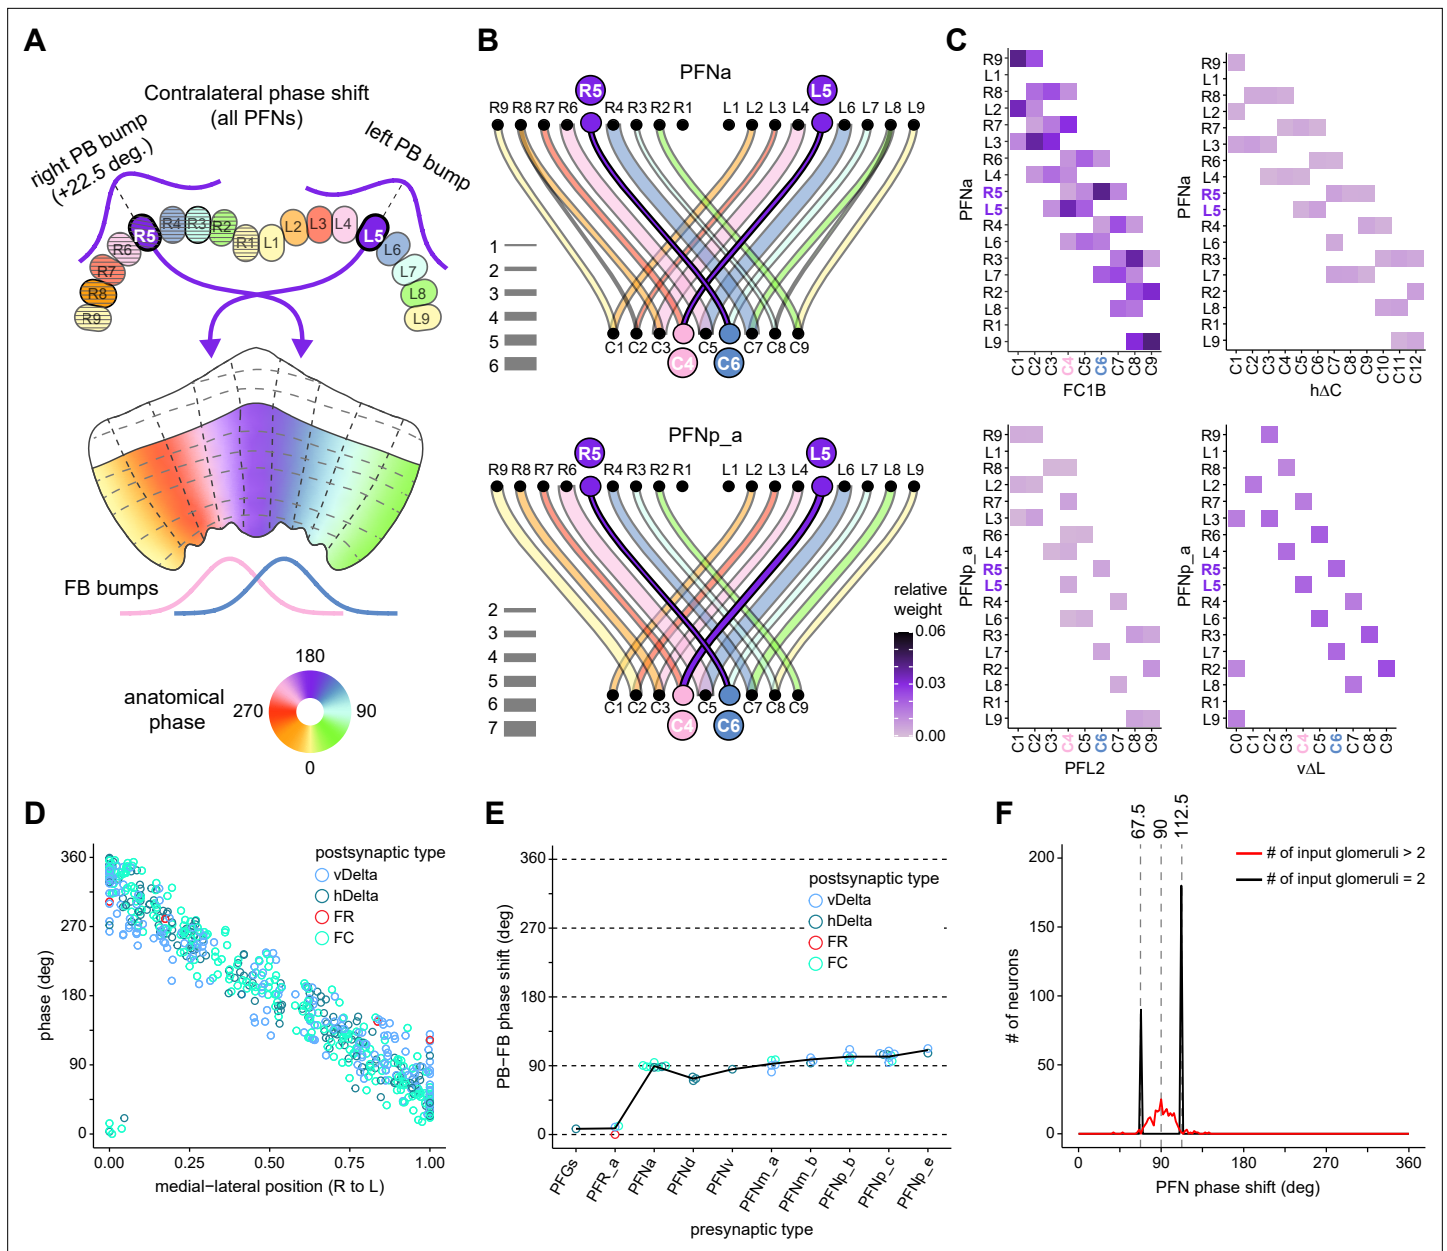 A
Contralateral phase shift
(all PFNs)
right PB bump
(+22.5 deg.)
left PB bump
R5 R4 R3 R2 R1 L1 L2 L3 L4 L5
R6 L6
R7 L7
R8 L8
R9 L9
FB bumps
anatomical
phase
180
270 90
0
B
PFNa
R5 L5
R9 R8 R7 R6 R4 R3 R2 R1 L1 L2 L3 L4 L6 L7 L8 L9
1
2
3
4
5
6
C1 C2 C3 C5 C7 C8 C9
C4 C6
PFNp_a
R5 L5
R9 R8 R7 R6 R4 R3 R2 R1 L1 L2 L3 L4 L6 L7 L8 L9
2
3
4
5
6
7
C1 C2 C3 C5 C7 C8 C9
C4 C6
relative
weight
0.06
0.03
0.00
C
PFNa
R9
L1
R8
L2
R7
L3
R6
L4
R5
L5
R4
L6
R3
L7
R2
L8
R1
L9
C1 C2 C3 C4 C5 C6 C7 C8 C9
FC1B
PFNa
R9
L1
R8
L2
R7
L3
R6
L4
R5
L5
R4
L6
R3
L7
R2
L8
R1
L9
C1 C2 C3 C4 C5 C6 C7 C8 C9 C10 C11 C12
hΔC
PFNp_a
R9
L1
R8
L2
R7
L3
R6
L4
R5
L5
R4
L6
R3
L7
R2
L8
R1
L9
C1 C2 C3 C4 C5 C6 C7 C8 C9
PFL2
PFNp_a
R9
L1
R8
L2
R7
L3
R6
L4
R5
L5
R4
L6
R3
L7
R2
L8
R1
L9
C0 C1 C2 C3 C4 C5 C6 C7 C8 C9
vΔL
D
phase (deg)
360
270
180
90
0
postsynaptic type
vDelta
hDelta
FR
FC
0.00 0.25 0.50 0.75 1.00
medial−lateral position (R to L)
E
PB−FB phase shift (deg)
360
270
180
90
0
postsynaptic type
vDelta
hDelta
FR
FC
PFGs PFR_a PFNa PFNd PFNv PFNm_a PFNm_b PFNp_b PFNp_c PFNp_e
presynaptic type
F
67.5 90 112.5
# of neurons
200
150
100
50
0
# of input glomeruli > 2
# of input glomeruli = 2
0 90 180 270 360
PFN phase shift (deg)